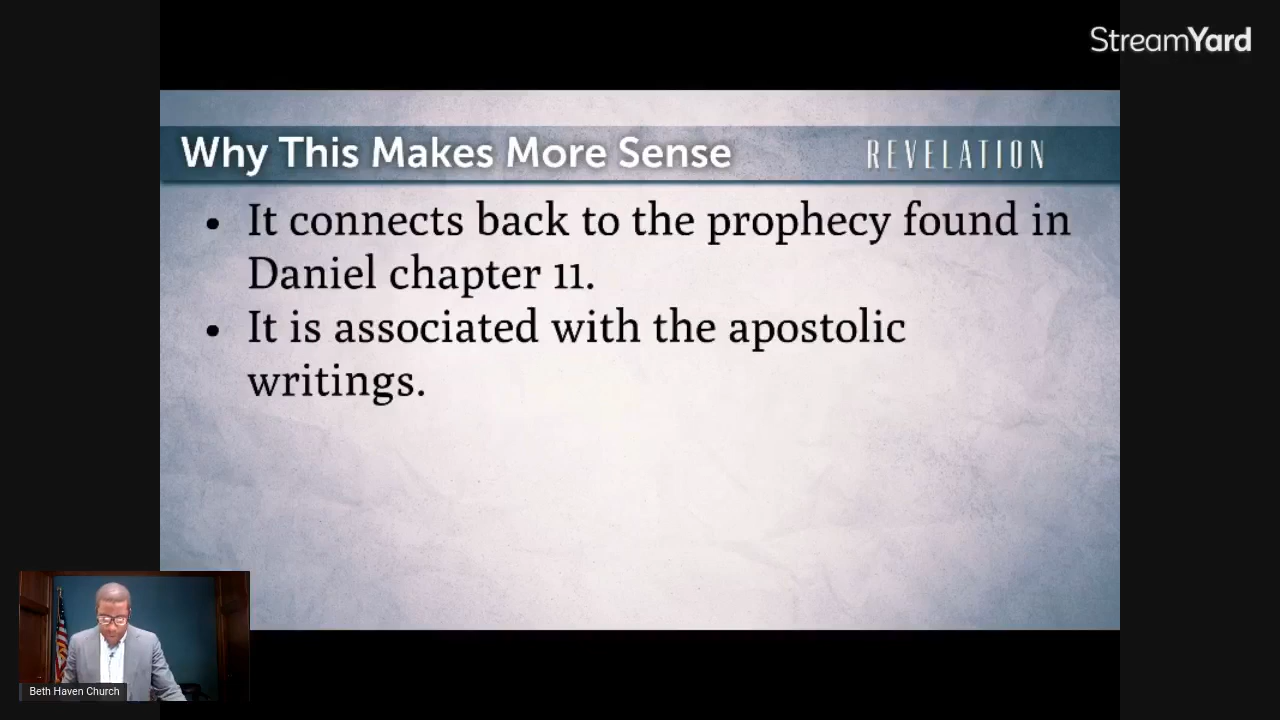 StreamYard
Why This Makes More Sense
REVELATION
• It connects back to the prophecy found in
Daniel chapter 11.
• It is associated with the apostolic
writings.
Beth Haven Church